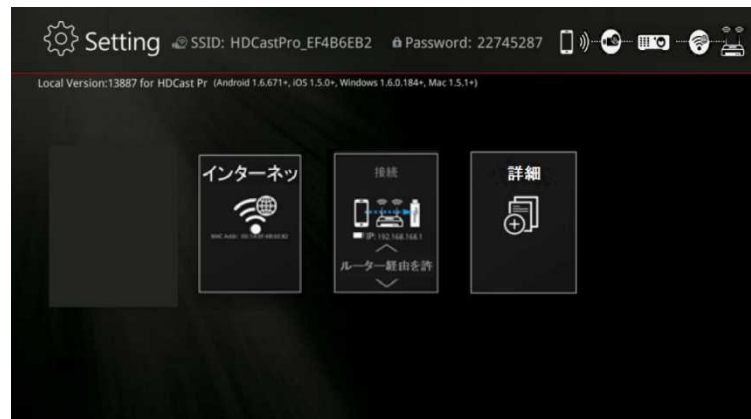 Setting SSID: HDCastPro_EF4B6EB2 Password: 22745287
Local Version:13887 for HDCast Pr (Android 1.6.671+, iOS 1.5.0+, Windows 1.6.0.184+, Mac 1.5.1+)
インターネッ
MAC Addr:
接続
IP: 192.168.168.1
ルーター経由を許
詳細